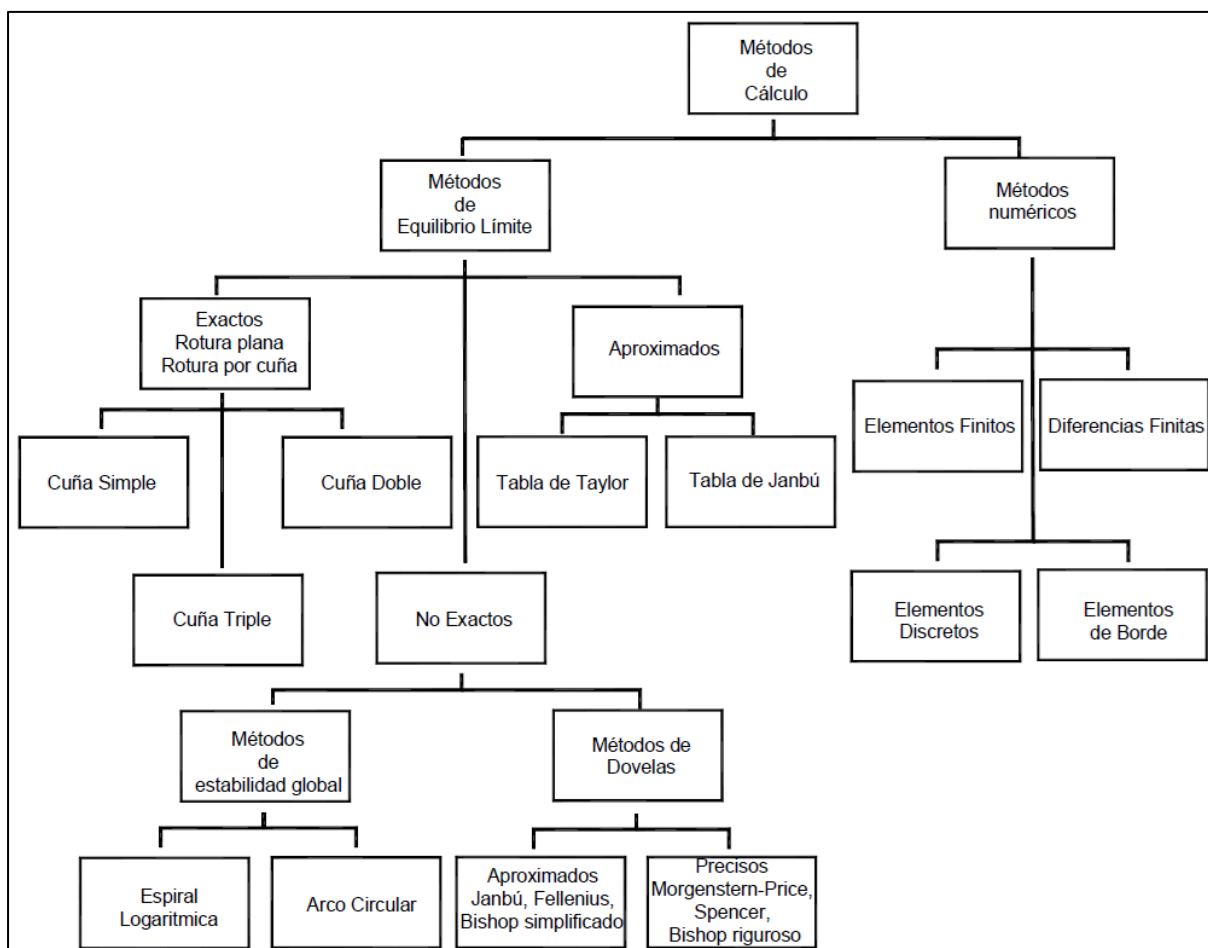 Métodos
de
Cálculo
Métodos
de
Equilibrio Límite
Métodos
numéricos
Exactos
Rotura plana
Rotura por cuña
Aproximados
Elementos Finitos
Diferencias Finitas
Cuña Simple
Cuña Doble
Tabla de Taylor
Tabla de Janbú
Cuña Triple
No Exactos
Elementos
Discretos
Elementos
de Borde
Métodos
de
estabilidad global
Métodos de
Dovelas
Espiral
Logaritmica
Arco Circular
Aproximados
Janbú, Fellenius,
Bishop simplificado
Precisos
Morgenstern-Price,
Spencer,
Bishop riguroso